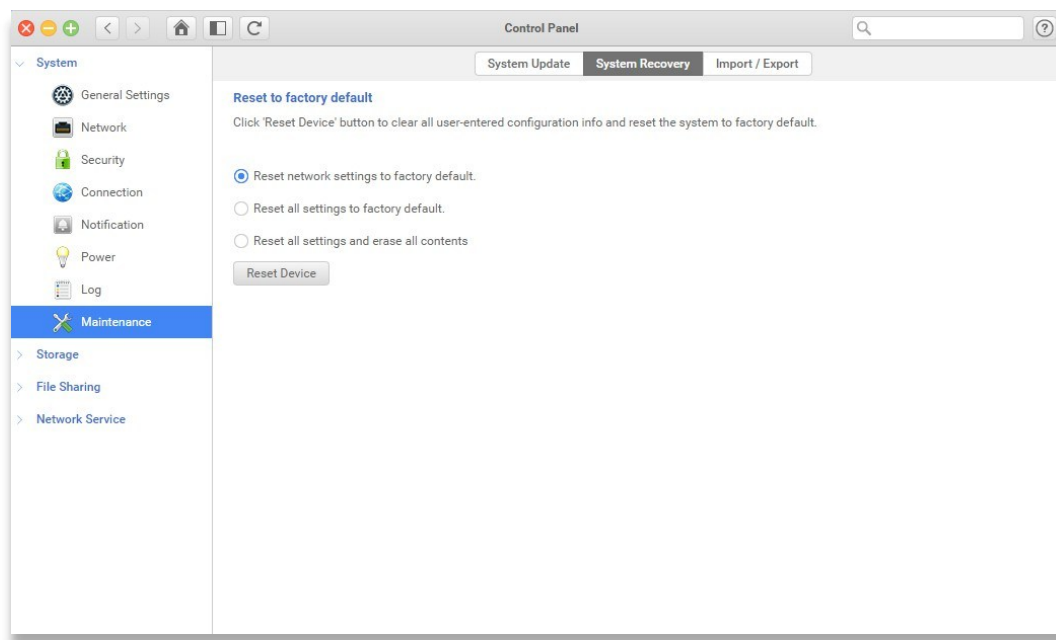 Control Panel
System
General Settings
Network
Security
Connection
Notification
Power
Log
Maintenance
Storage
File Sharing
Network Service
System Update System Recovery Import / Export
Reset to factory default
Click 'Reset Device' button to clear all user-entered configuration info and reset the system to factory default.
Reset network settings to factory default.
Reset all settings to factory default.
Reset all settings and erase all contents
Reset Device